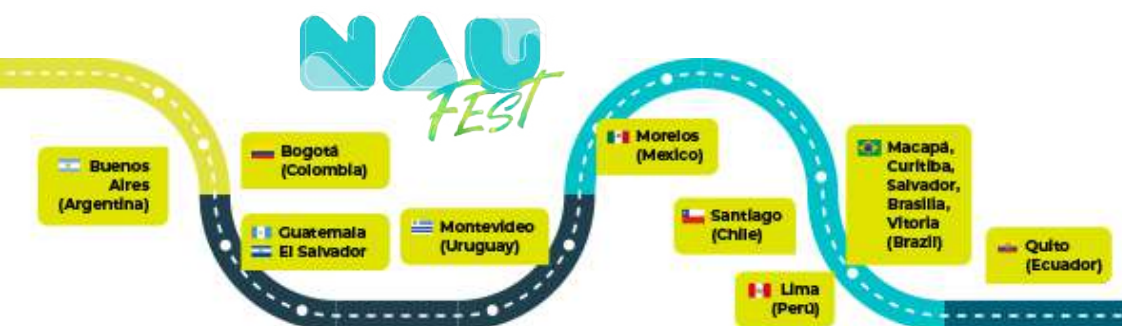 NAU
FEST
Buenos
Aires
(Argentina)
Bogotá
(Colombia)
Guatemala
El Salvador
Montevideo
(Uruguay)
Morelos
(Mexico)
Santiago
(Chile)
Lima
(Perú)
Macapá,
Curitiba,
Salvador,
Brasilia,
Vitoria
(Brazil)
Quito
(Ecuador)